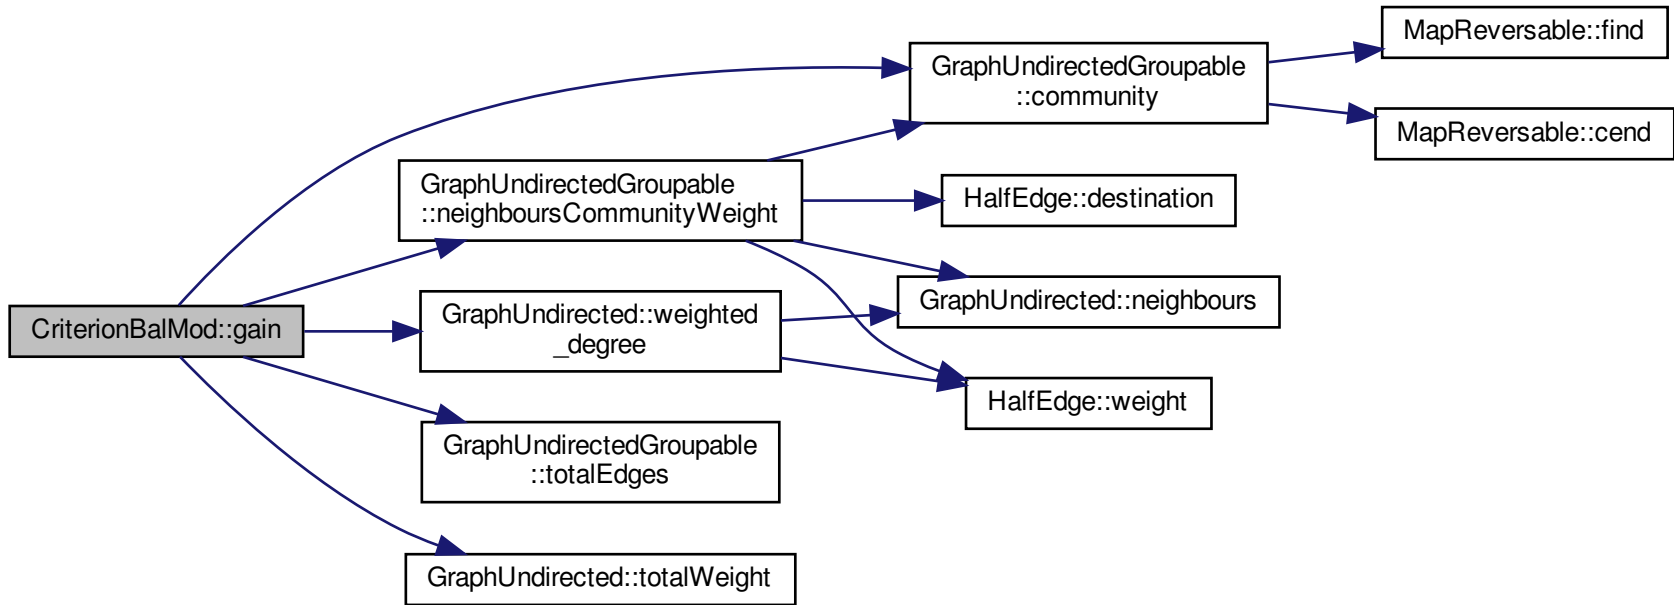 CriterionBalMod::gain
GraphUndirectedGroupable
::community
MapReversable::find
MapReversable::cend
GraphUndirectedGroupable
::neighboursCommunityWeight
HalfEdge::destination
GraphUndirected::neighbours
HalfEdge::weight
GraphUndirected::weighted
_degree
GraphUndirectedGroupable
::totalEdges
GraphUndirected::totalWeight